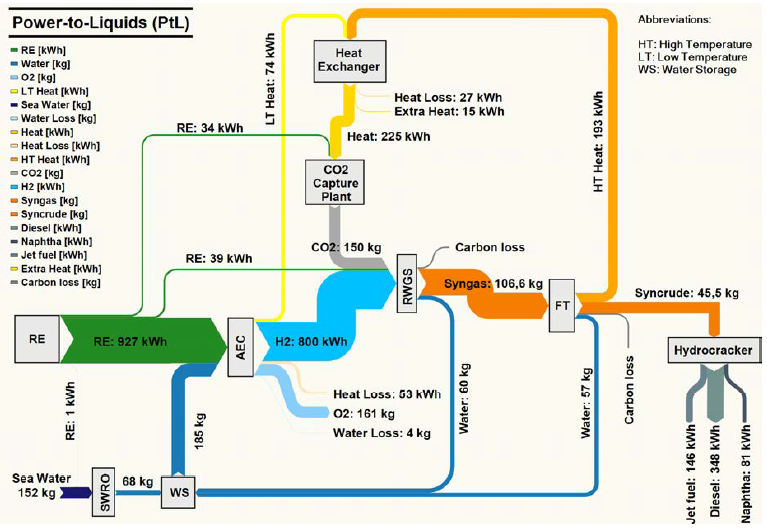 Power-to-Liquids (PtL)
RE [kWh]
Water [kg]
O2 [kg]
LT Heat [kWh]
Sea Water [kg]
Water Loss [kg]
Heat [kWh]
Heat Loss [kWh]
HT Heat [kWh]
CO2 [kg]
H2 [kWh]
Syngas [kg]
Syncrude [kg]
Diesel [kWh]
Naphtha [kWh]
Jet fuel [kWh]
Extra Heat [kWh]
Carbon loss [kg]
Abbreviations:
HT: High Temperature
LT: Low Temperature
WS: Water Storage
Heat
Exchanger
LT Heat: 74 kWh
Heat Loss: 27 kWh
Extra Heat: 15 kWh
HT Heat: 193 kWh
RE: 34 kWh
Heat: 225 kWh
CO2
Capture
Plant
CO2: 150 kg
Carbon loss
RE: 39 kWh
RWGS
Syngas: 106,6 kg
FT
Syncrude: 45,5 kg
RE
RE: 927 kWh
AEC
H2: 800 kWh
Hydrocracker
Heat Loss: 53 kWh
O2: 161 kg
Water Loss: 4 kg
RE: 1 kWh
185 kg
Water: 60 kg
Water: 57 kg
Carbon loss
Jet fuel: 146 kWh
Diesel: 348 kWh
Naphtha: 81 kWh
Sea Water
152 kg
SWRO
68 kg
WS